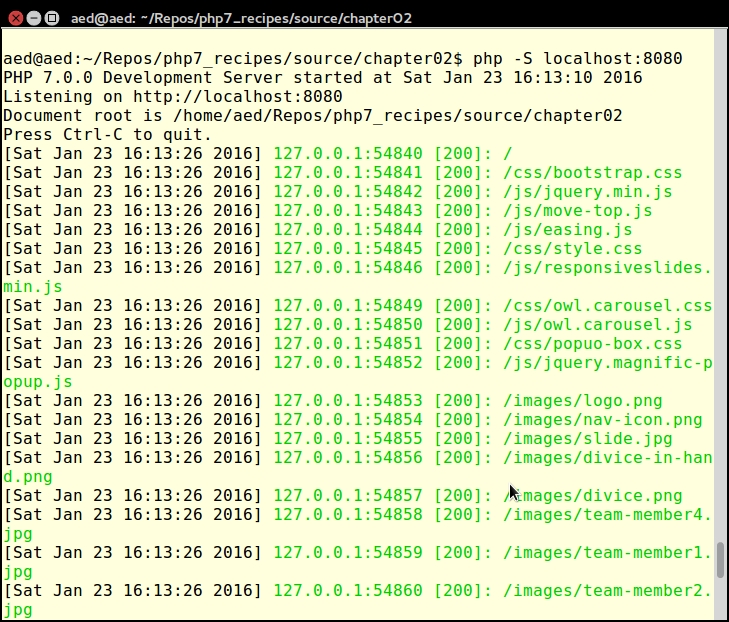 aed@aed: ~/Repos/php7_recipes/source/chapter02
aed@aed:~/Repos/php7_recipes/source/chapter02$ php -S localhost:8080
PHP 7.0.0 Development Server started at Sat Jan 23 16:13:10 2016
Listening on http://localhost:8080
Document root is /home/aed/Repos/php7_recipes/source/chapter02
Press Ctrl-C to quit.
[Sat Jan 23 16:13:26 2016] 127.0.0.1:54840 [200]: /
[Sat Jan 23 16:13:26 2016] 127.0.0.1:54841 [200]: /css/bootstrap.css
[Sat Jan 23 16:13:26 2016] 127.0.0.1:54842 [200]: /js/jquery.min.js
[Sat Jan 23 16:13:26 2016] 127.0.0.1:54843 [200]: /js/move-top.js
[Sat Jan 23 16:13:26 2016] 127.0.0.1:54844 [200]: /js/easing.js
[Sat Jan 23 16:13:26 2016] 127.0.0.1:54845 [200]: /css/style.css
[Sat Jan 23 16:13:26 2016] 127.0.0.1:54846 [200]: /js/responsiveslides.
min.js
[Sat Jan 23 16:13:26 2016] 127.0.0.1:54849 [200]: /css/owl.carousel.css
[Sat Jan 23 16:13:26 2016] 127.0.0.1:54850 [200]: /js/owl.carousel.js
[Sat Jan 23 16:13:26 2016] 127.0.0.1:54851 [200]: /css/popuo-box.css
[Sat Jan 23 16:13:26 2016] 127.0.0.1:54852 [200]: /js/jquery.magnific-p
opup.js
[Sat Jan 23 16:13:26 2016] 127.0.0.1:54853 [200]: /images/logo.png
[Sat Jan 23 16:13:26 2016] 127.0.0.1:54854 [200]: /images/nav-icon.png
[Sat Jan 23 16:13:26 2016] 127.0.0.1:54855 [200]: /images/slide.jpg
[Sat Jan 23 16:13:26 2016] 127.0.0.1:54856 [200]: /images/divice-in-han
d.png
[Sat Jan 23 16:13:26 2016] 127.0.0.1:54857 [200]: /images/divice.png
[Sat Jan 23 16:13:26 2016] 127.0.0.1:54858 [200]: /images/team-member4.
jpg
[Sat Jan 23 16:13:26 2016] 127.0.0.1:54859 [200]: /images/team-member1.
jpg
[Sat Jan 23 16:13:26 2016] 127.0.0.1:54860 [200]: /images/team-member2.
jpg